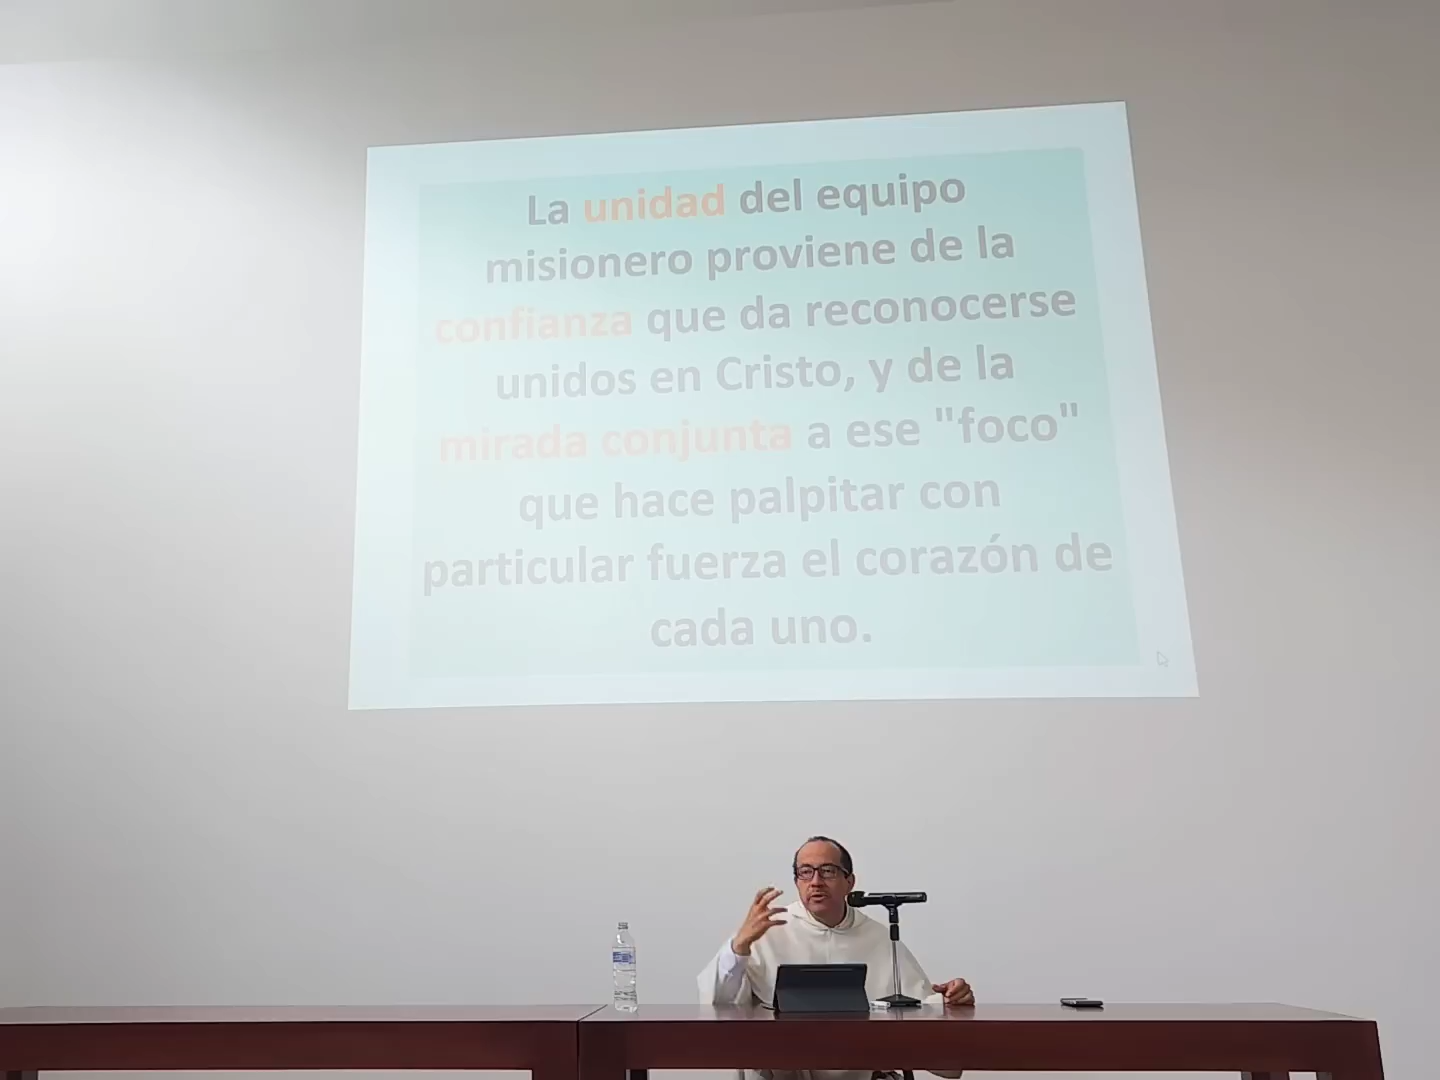 La unidad del equipo
misionero proviene de la
confianza que da reconocerse
unidos en Cristo, y de la
mirada conjunta a ese "foco"
que hace palpitar con
particular fuerza el corazón de
cada uno.